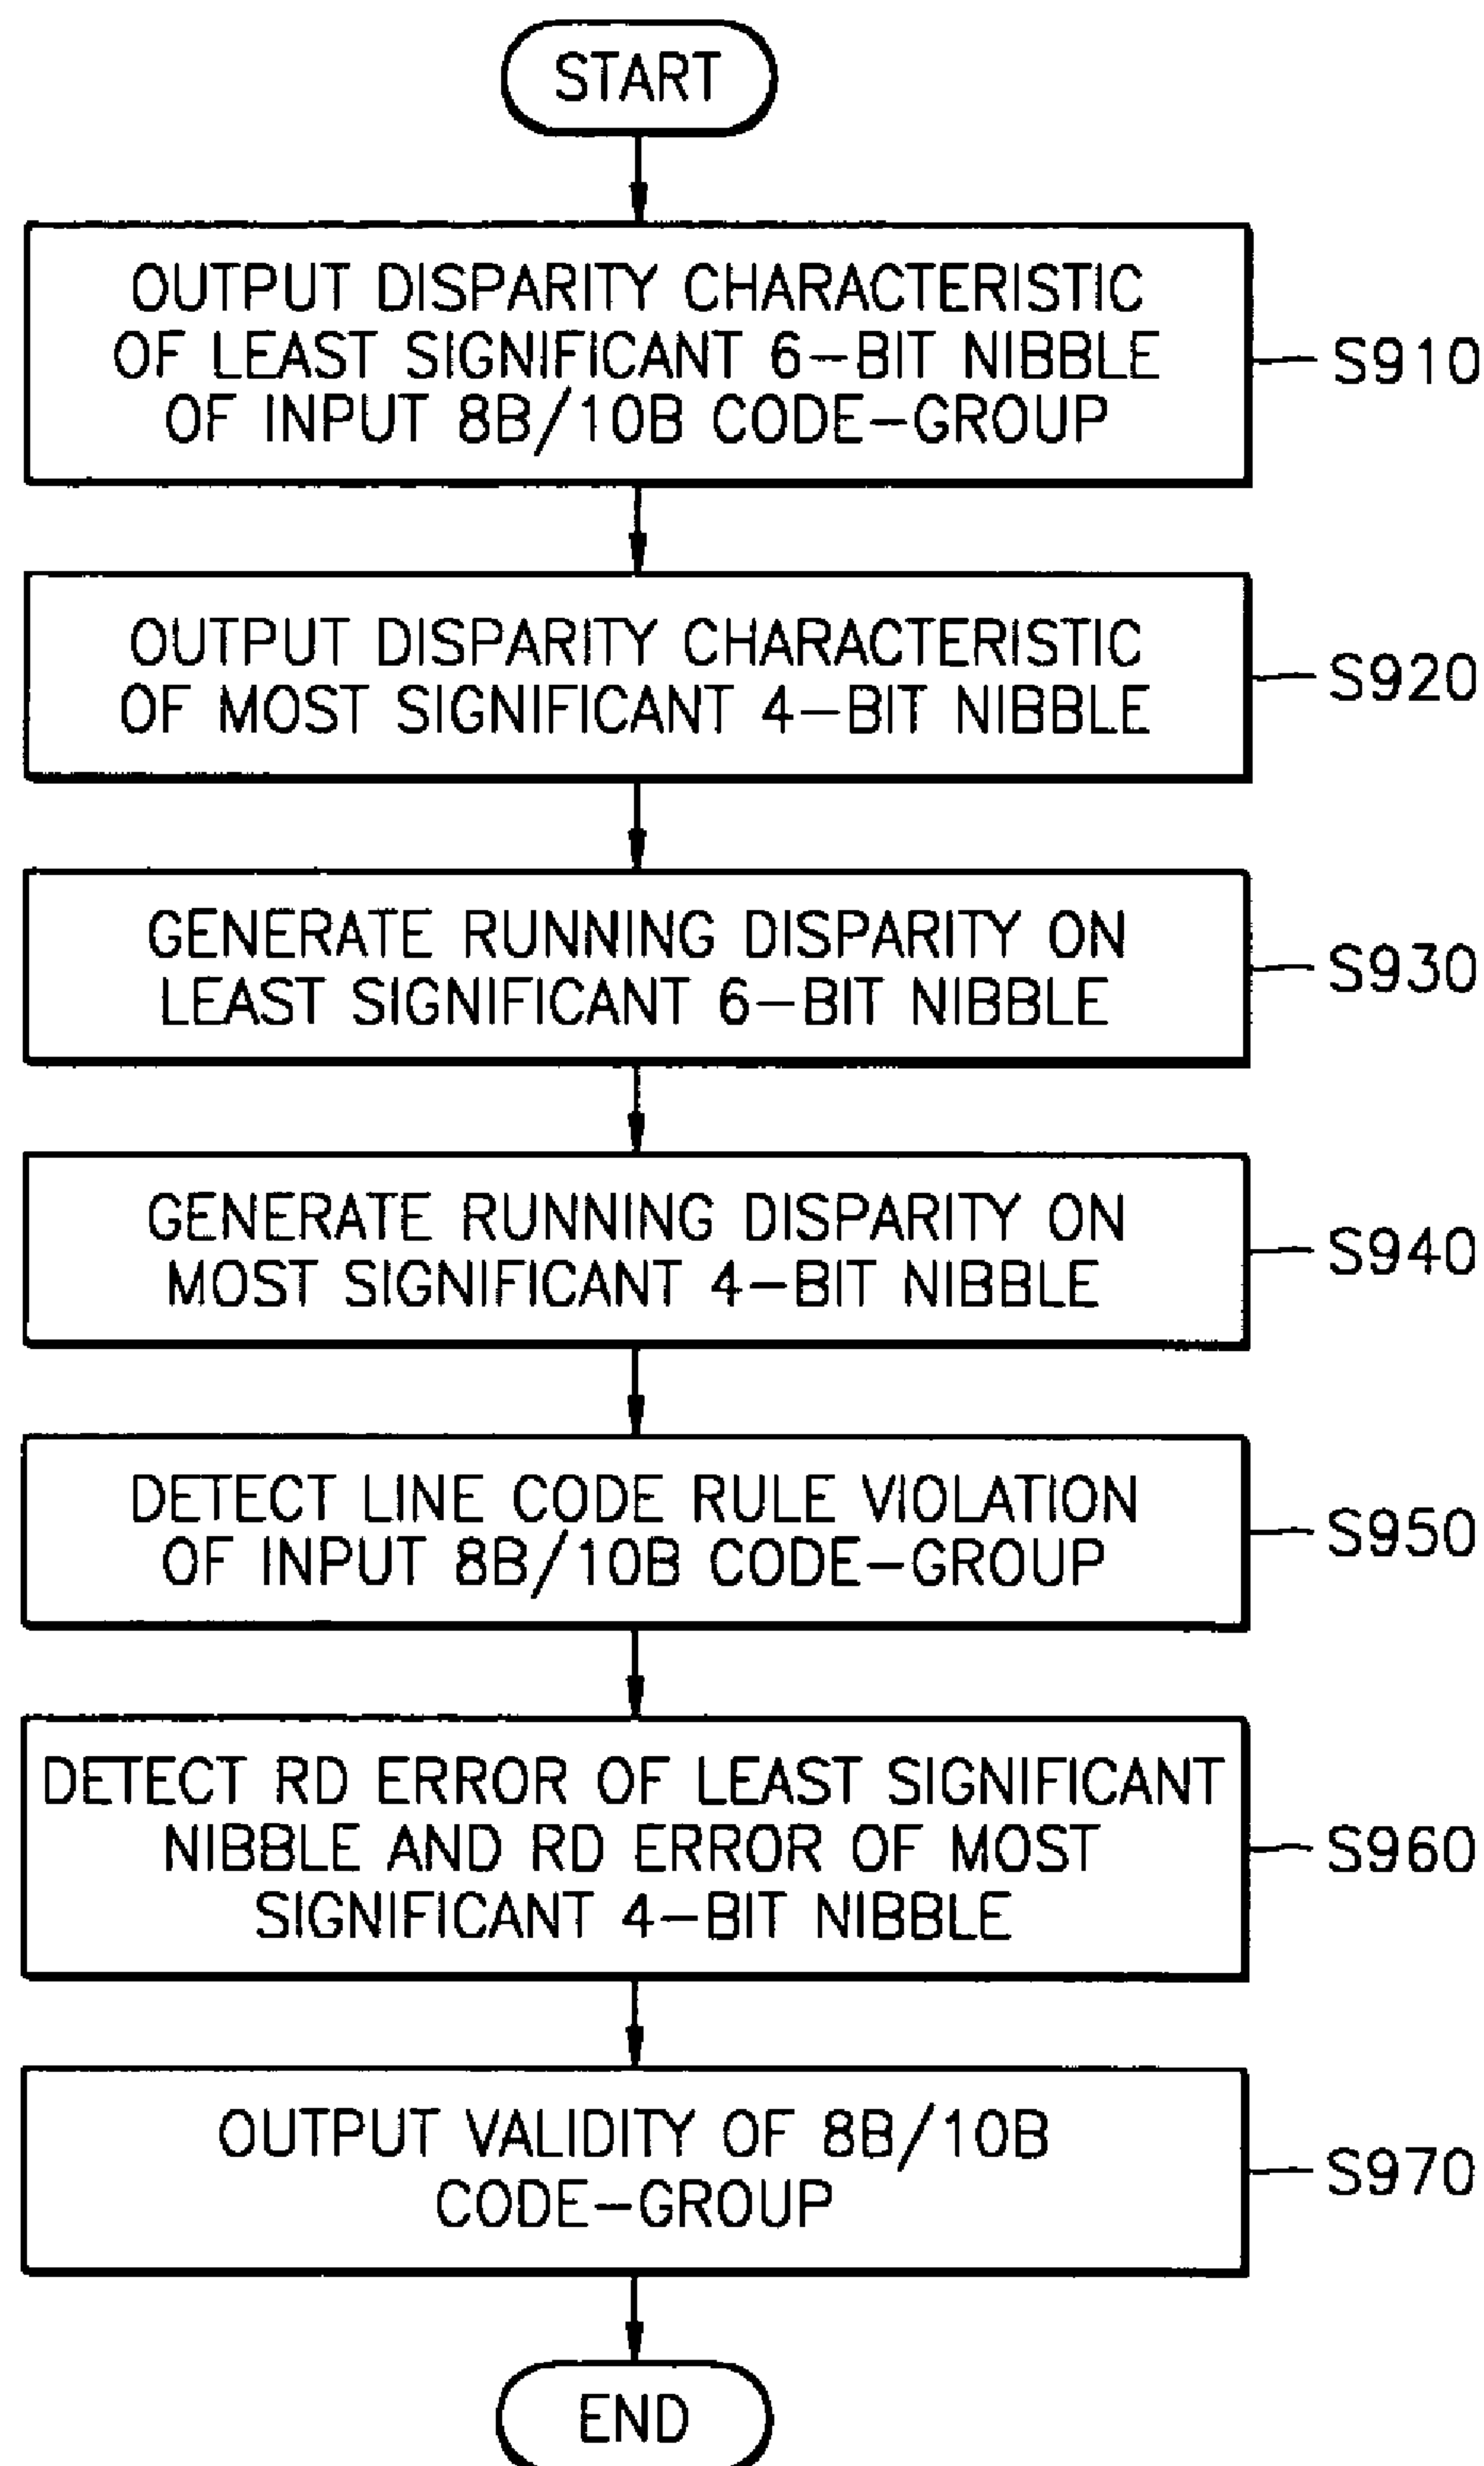 START
OUTPUT DISPARITY CHARACTERISTIC
OF LEAST SIGNIFICANT 6-BIT NIBBLE
OF INPUT 8B/10B CODE-GROUP
S910
OUTPUT DISPARITY CHARACTERISTIC
OF MOST SIGNIFICANT 4-BIT NIBBLE
S920
GENERATE RUNNING DISPARITY ON
LEAST SIGNIFICANT 6-BIT NIBBLE
S930
GENERATE RUNNING DISPARITY ON
MOST SIGNIFICANT 4-BIT NIBBLE
S940
DETECT LINE CODE RULE VIOLATION
OF INPUT 8B/10B CODE-GROUP
S950
DETECT RD ERROR OF LEAST SIGNIFICANT
NIBBLE AND RD ERROR OF MOST
SIGNIFICANT 4-BIT NIBBLE
S960
OUTPUT VALIDITY OF 8B/10B
CODE-GROUP
S970
END